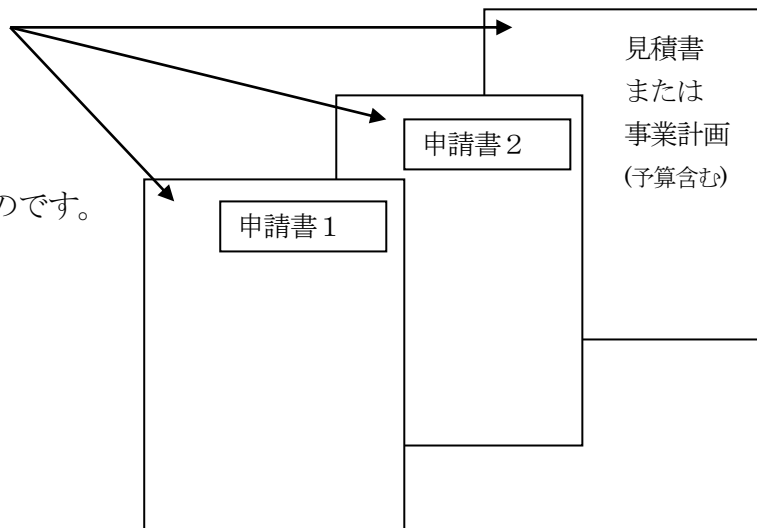 見積書
または
事業計画
(予算含む)
申請書２
のです。
申請書１